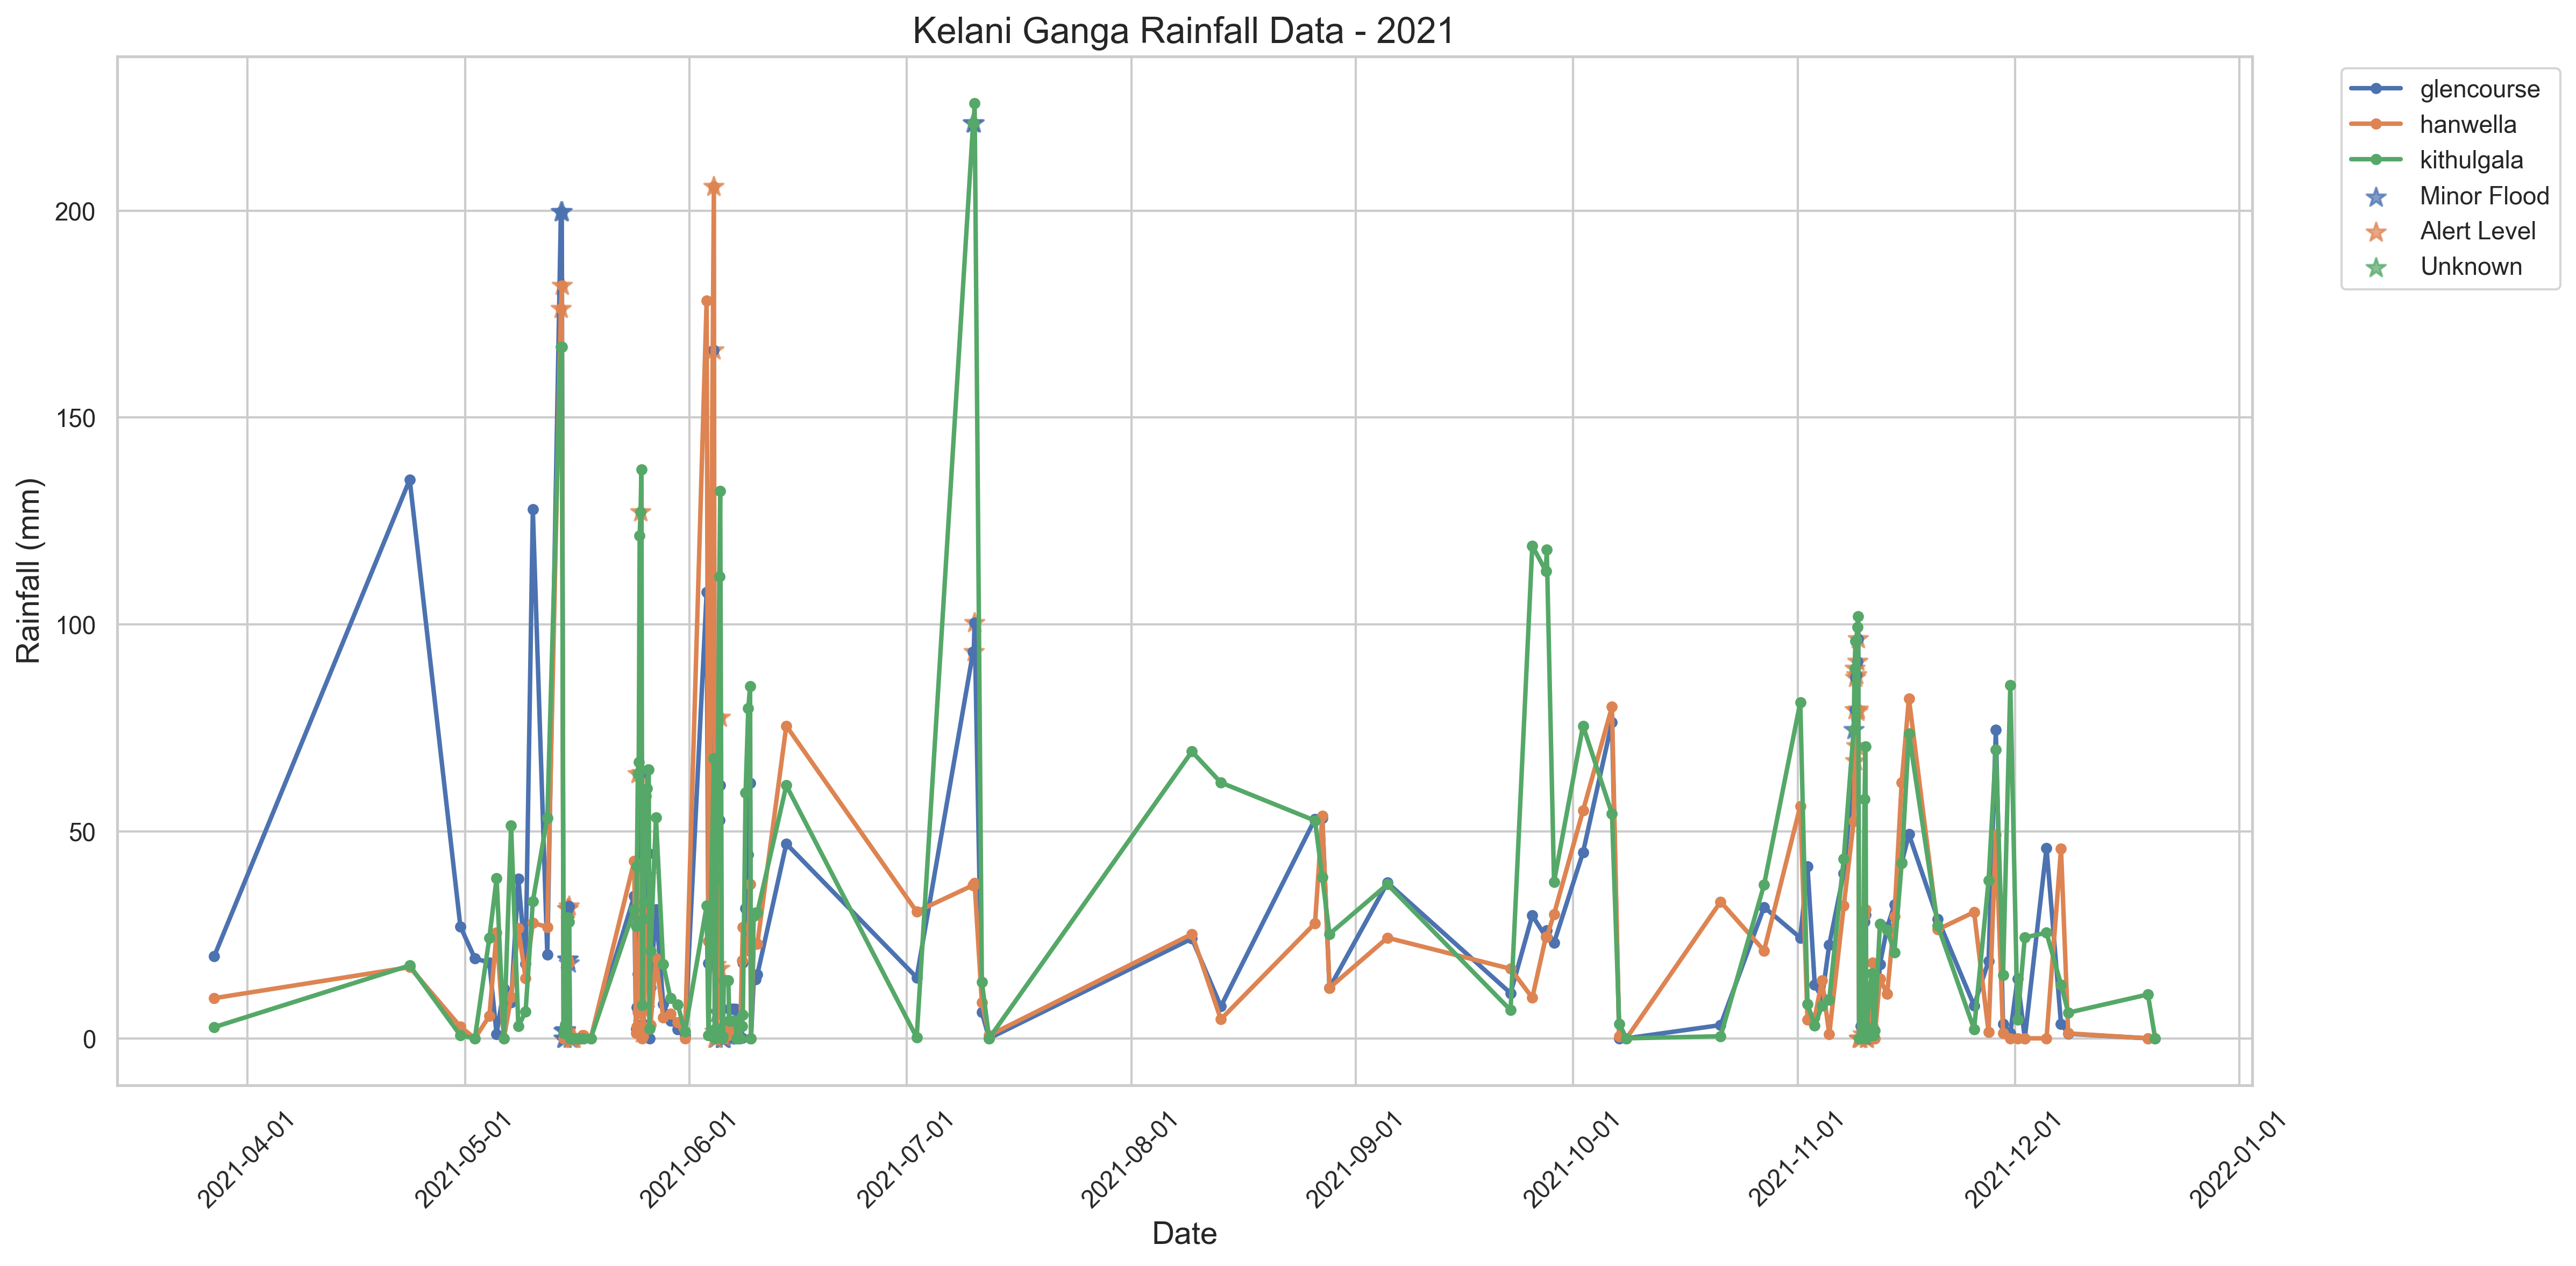 Kelani Ganga Rainfall Data - 2021
glencourse
hanwella
kithulgala
Minor Flood
Alert Level
Unknown
Rainfall (mm)
200
150
100
50
0
2021-04-01
2021-05-01
2021-06-01
2021-07-01
2021-08-01
2021-09-01
2021-10-01
2021-11-01
2021-12-01
2022-01-01
Date